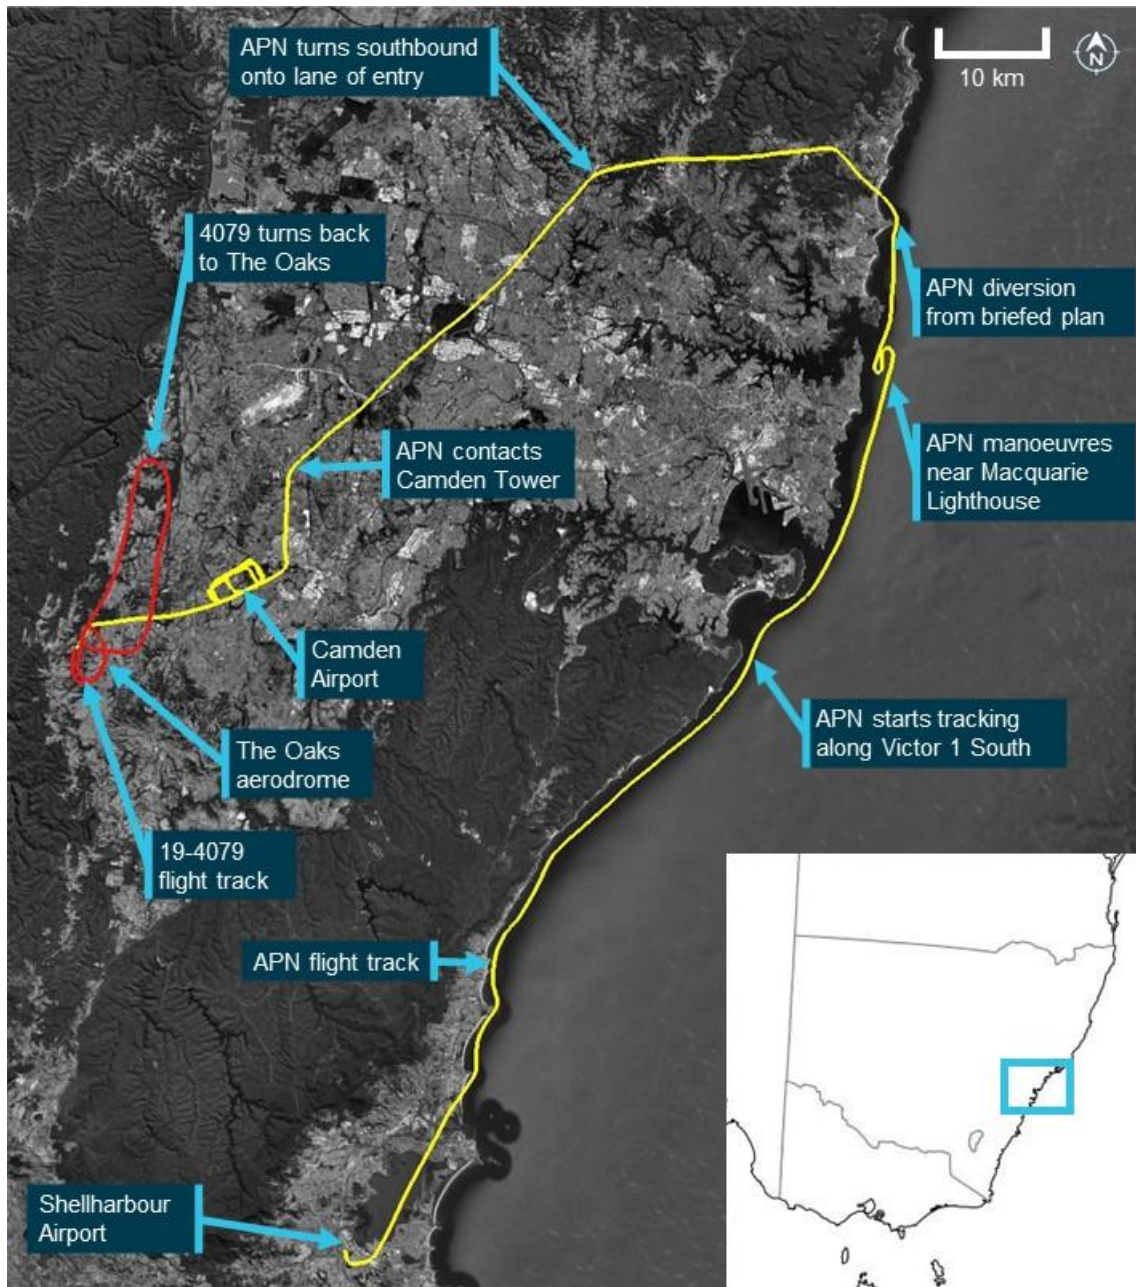 APN turns southbound
onto lane of entry
10 km
N
4079 turns back
to The Oaks
APN diversion
from briefed plan
APN manoeuvres
near Macquarie
Lighthouse
APN contacts
Camden Tower
Camden
Airport
APN starts tracking
along Victor 1 South
The Oaks
aerodrome
19-4079
flight track
APN flight track
Shellharbour
Airport